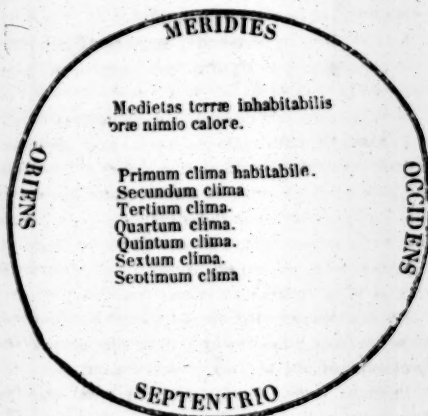 MERIDIES
Medietas terræ inhabitabilis
præ nimio calore.
ORIENS
OCCIDENS
Primum clima habitabile.
Secundum clima
Tertium clima.
Quartum clima.
Quintum clima.
Sextum clima.
Septimum clima
SEPTENTRIO